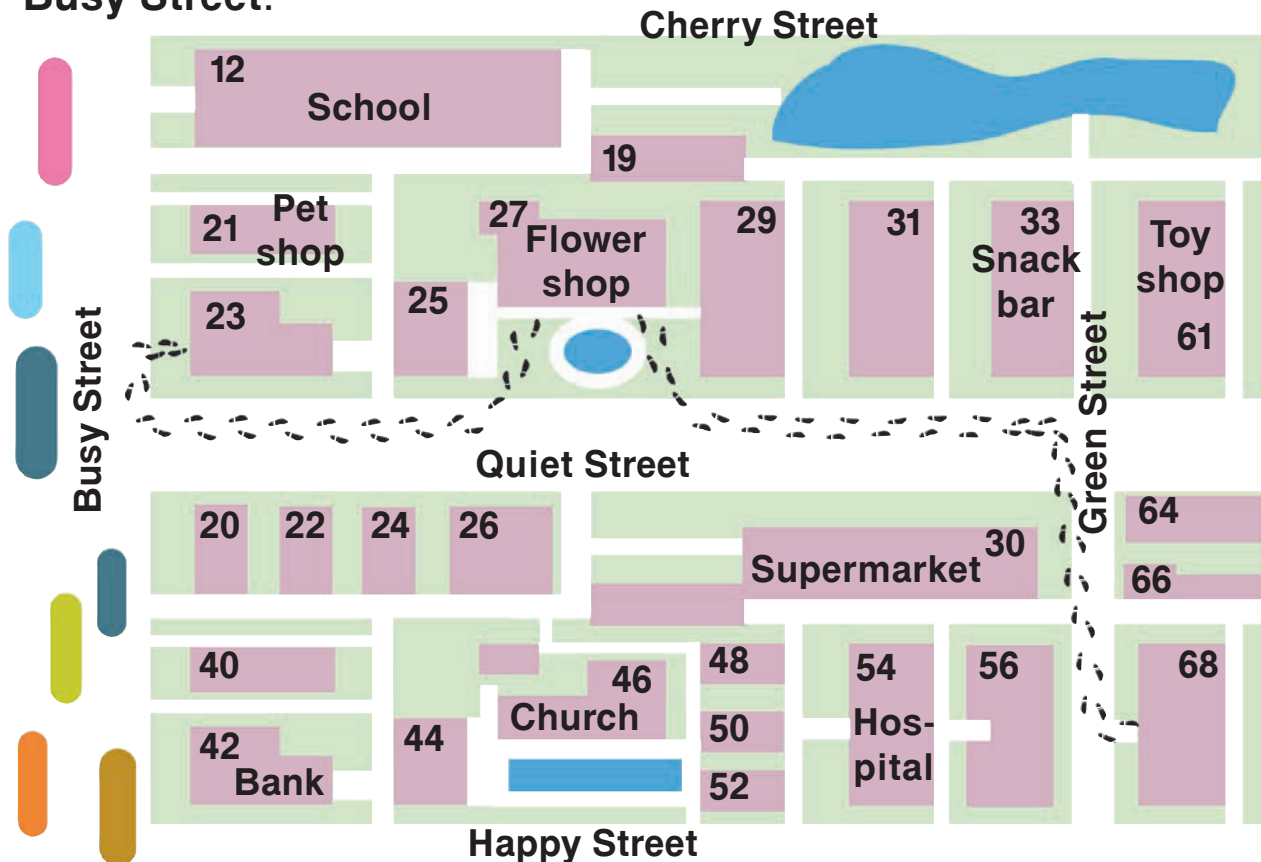 Busy Street.
Cherry Street
12
School
19
21
Pet
shop
27
Flower
shop
29
31
33
Snack
bar
Toy
shop
61
23
25
Busy Street
Green Street
Quiet Street
20
22
24
26
30
Supermarket
64
66
40
42
Bank
44
46
Church
48
50
52
54
Hos-
pital
56
68
Happy Street